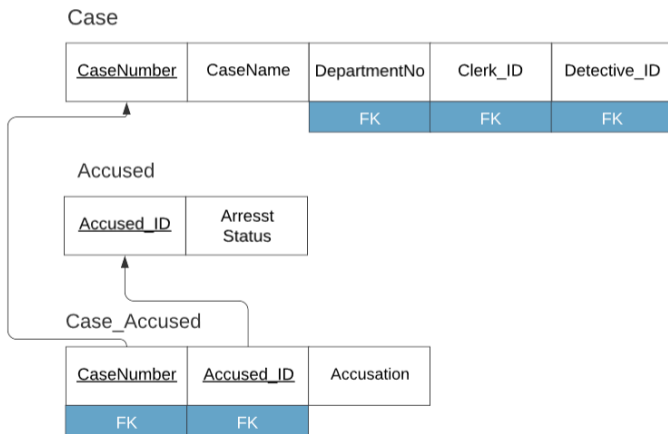 Case
CaseNumber CaseName DepartmentNo Clerk_ID Detective_ID
FK FK FK
Accused
Accused_ID Arresst
Status
Case_Accused
CaseNumber Accused_ID Accusation
FK FK